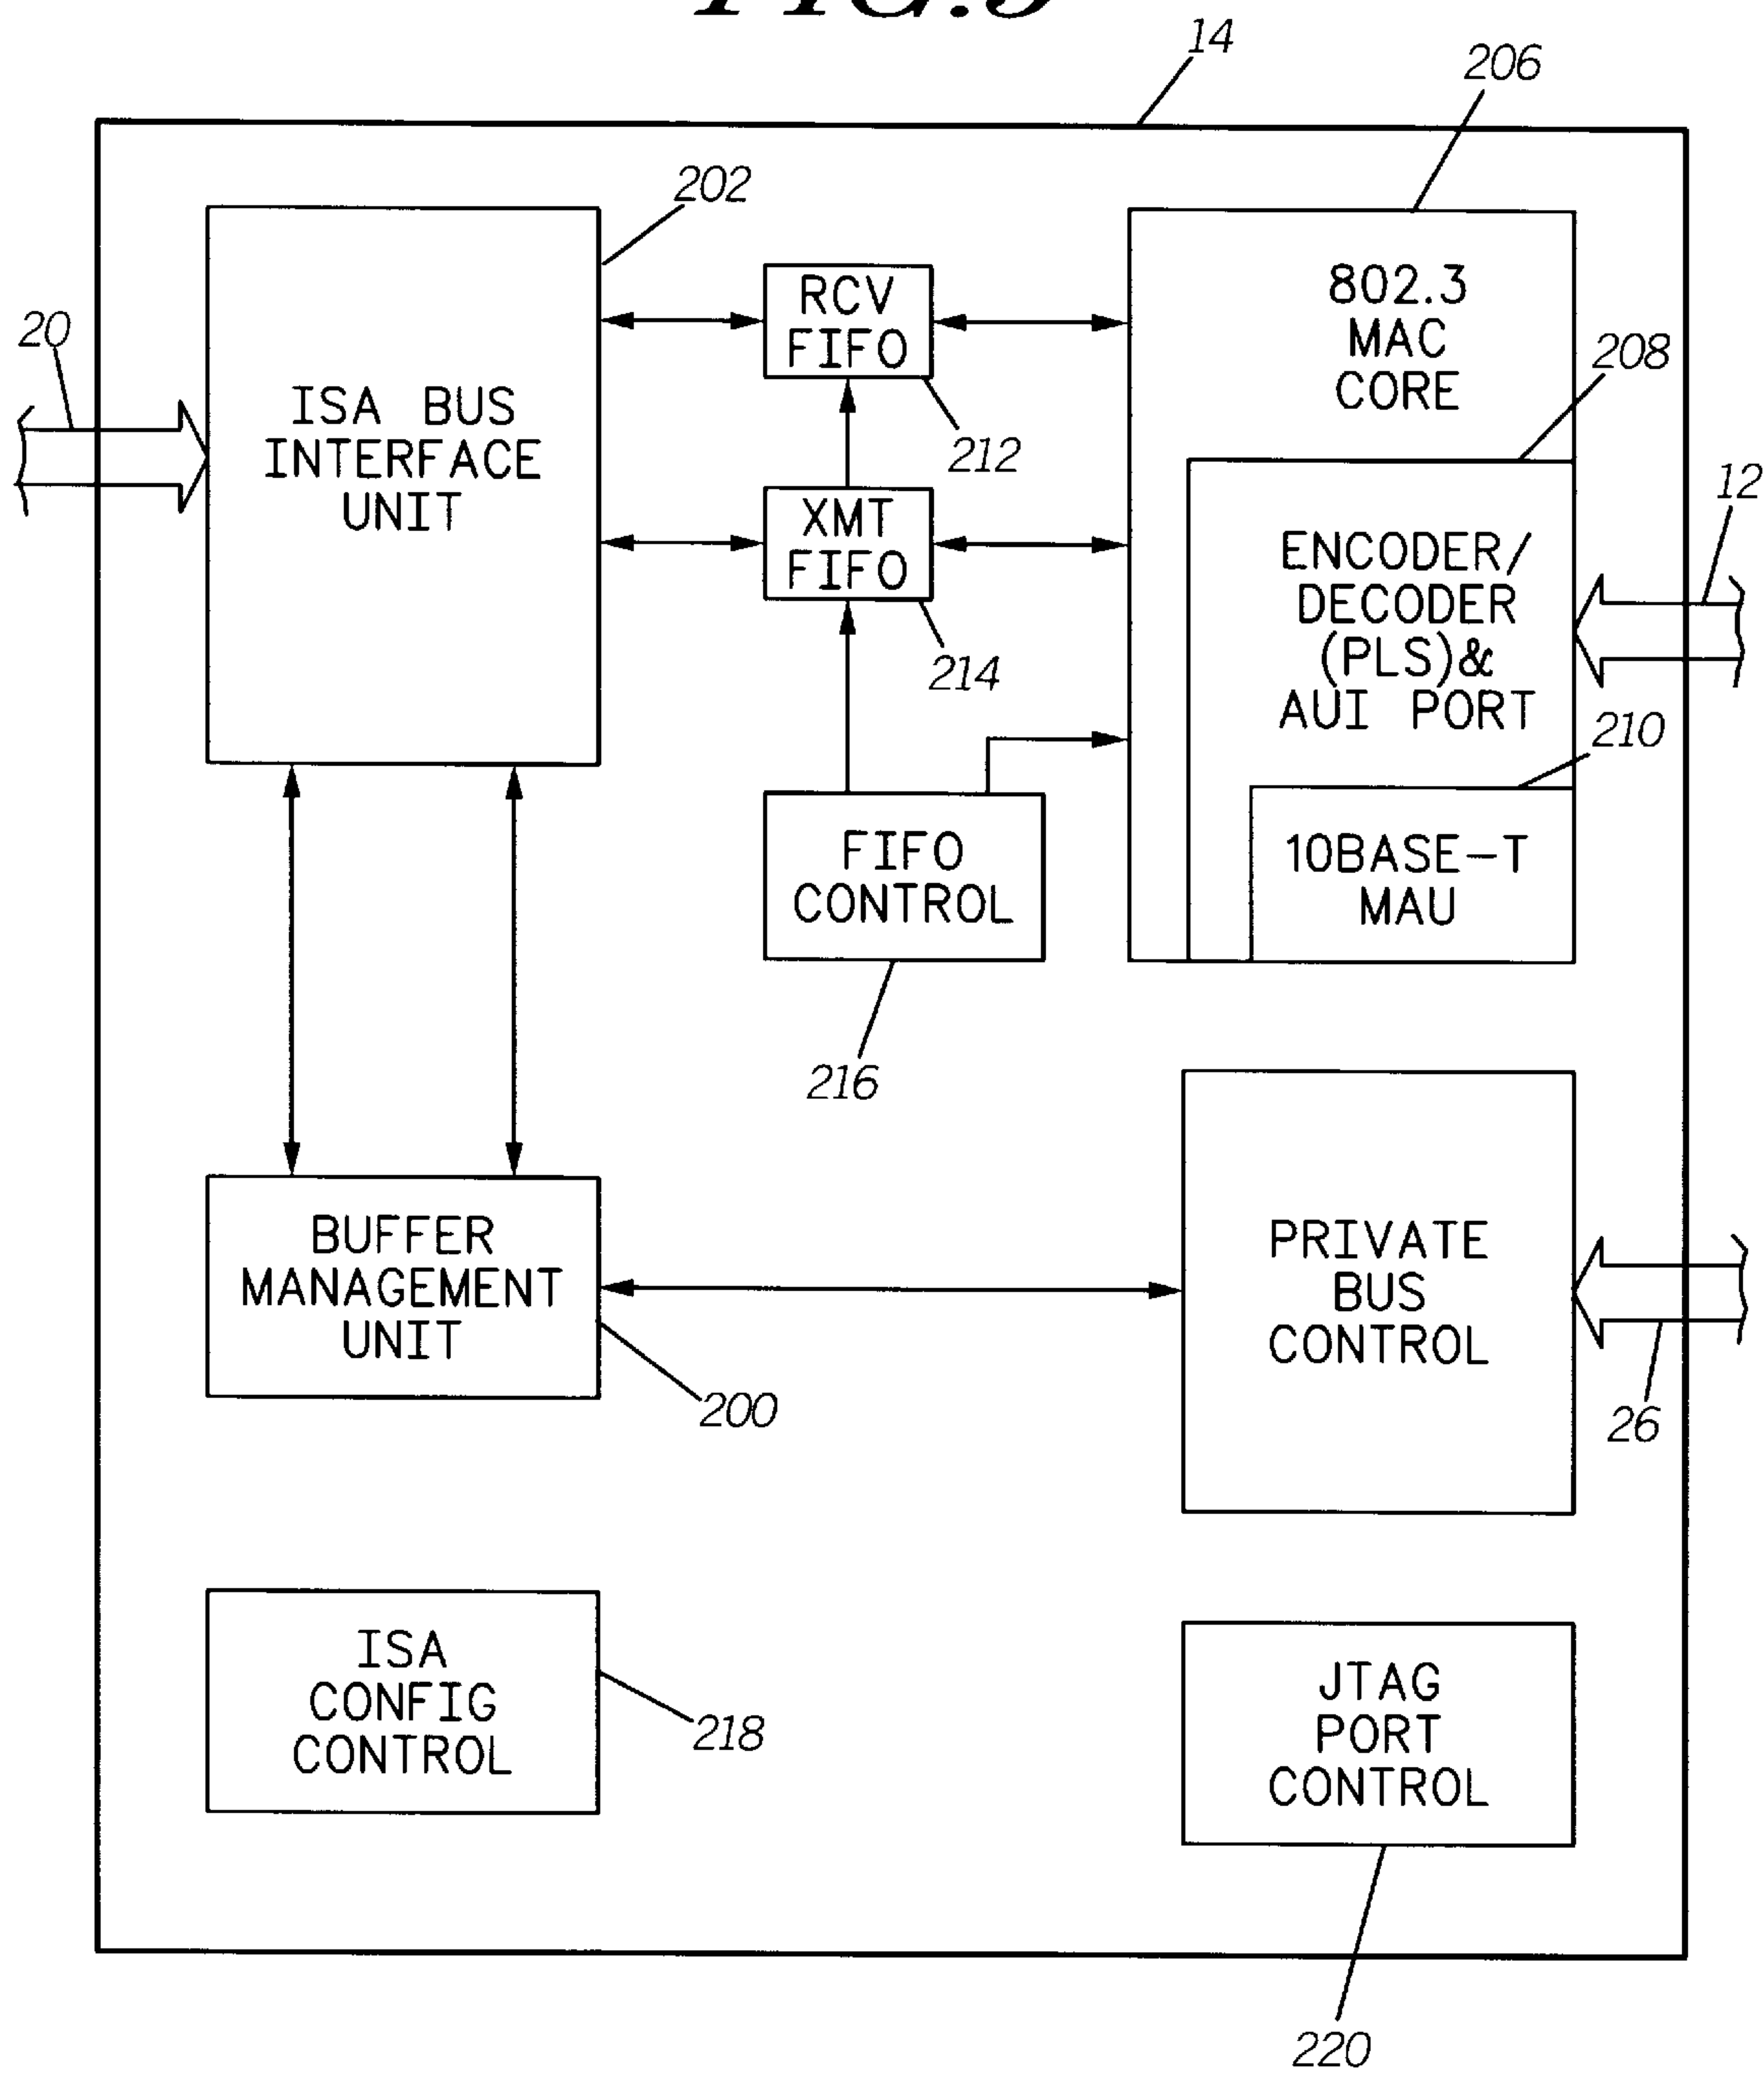 14
206
202
20
ISA BUS
INTERFACE
UNIT
RCV
FIFO
212
XMT
FIFO
214
802.3
MAC
CORE
208
ENCODER/
DECODER
(PLS)&
AUI PORT
12
210
10BASE-T
MAU
FIFO
CONTROL
216
BUFFER
MANAGEMENT
UNIT
200
PRIVATE
BUS
CONTROL
26
ISA
CONFIG
CONTROL
218
JTAG
PORT
CONTROL
220